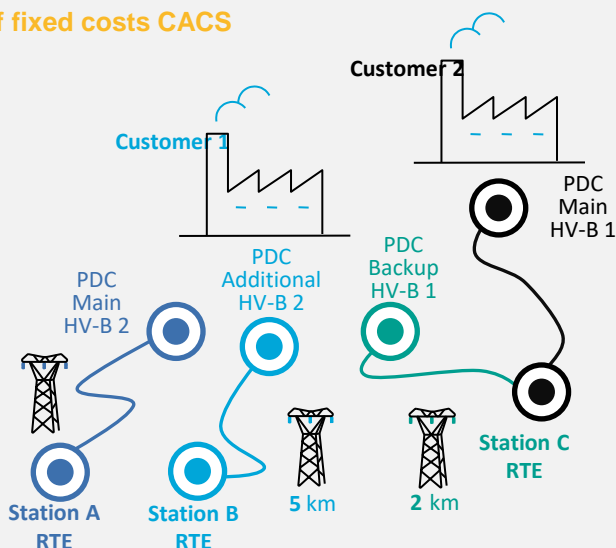 f fixed costs CACS
Customer 2
Customer 1
PDC
Main
HV-B 1
PDC
Additional
HV-B 2
PDC
Backup
HV-B 1
PDC
Main
HV-B 2
Station C
RTE
5 km
2 km
Station A
RTE
Station B
RTE